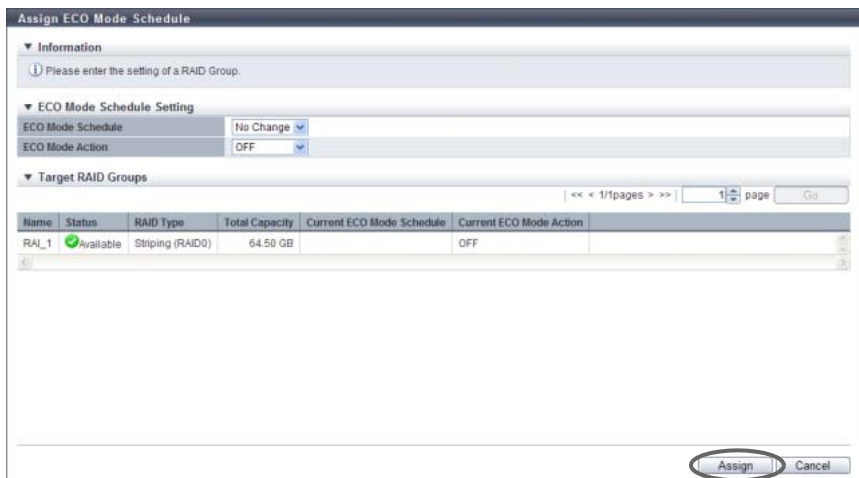 Assign ECO Mode Schedule
▼ Information
Please enter the setting of a RAID Group.
▼ ECO Mode Schedule Setting
ECO Mode Schedule No Change
ECO Mode Action OFF
▼ Target RAID Groups
<< < 1/1pages > >> 1 page Go
Name Status RAID Type Total Capacity Current ECO Mode Schedule Current ECO Mode Action
RAI_1 Available Striping (RAID0) 64.50 GB OFF
Assign Cancel